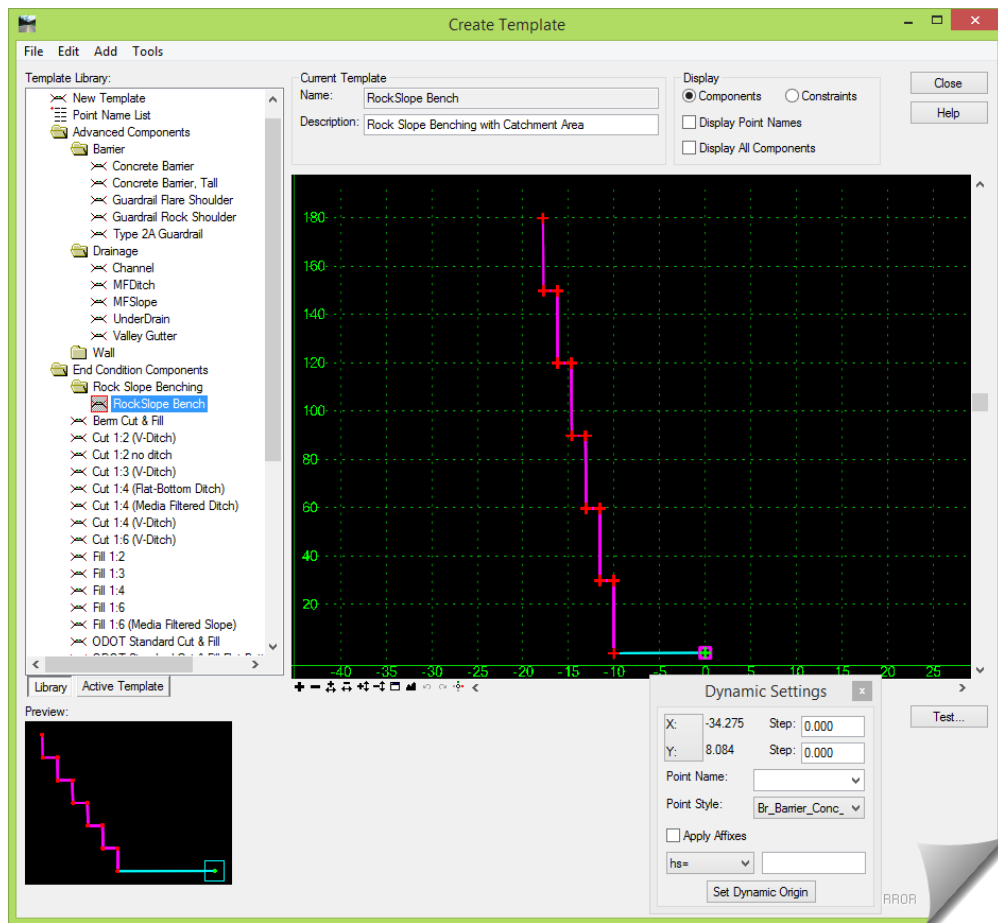 Create Template
File Edit Add Tools
Template Library:
New Template
Point Name List
Advanced Components
Barrier
Concrete Barrier
Concrete Barrier, Tall
Guardrail Flare Shoulder
Guardrail Rock Shoulder
Type 2A Guardrail
Drainage
Channel
MFDitch
MFSlope
UnderDrain
Valley Gutter
Wall
End Condition Components
Rock Slope Benching
RockSlope Bench
Berm Cut & Fill
Cut 1:2 (V-Ditch)
Cut 1:2 no ditch
Cut 1:3 (V-Ditch)
Cut 1:4 (Flat-Bottom Ditch)
Cut 1:4 (Media Filtered Ditch)
Cut 1:4 (V-Ditch)
Cut 1:6 (V-Ditch)
Fill 1:2
Fill 1:3
Fill 1:4
Fill 1:6
Fill 1:6 (Media Filtered Slope)
ODOT Standard Cut & Fill
Library Active Template
Preview:
Current Template
Name: RockSlope Bench
Description: Rock Slope Benching with Catchment Area
Display
Components Constraints
Display Point Names
Display All Components
Close
Help
180
160
140
120
100
80
60
40
20
-40 -35 -30 -25 -20 -15 -10 -5 0 5 10 15 20 25
Test...
Dynamic Settings
X: -34.275 Step: 0.000
Y: 8.084 Step: 0.000
Point Name:
Point Style: Br_Barrier_Conc_
Apply Affixes
hs=
Set Dynamic Origin
RROR